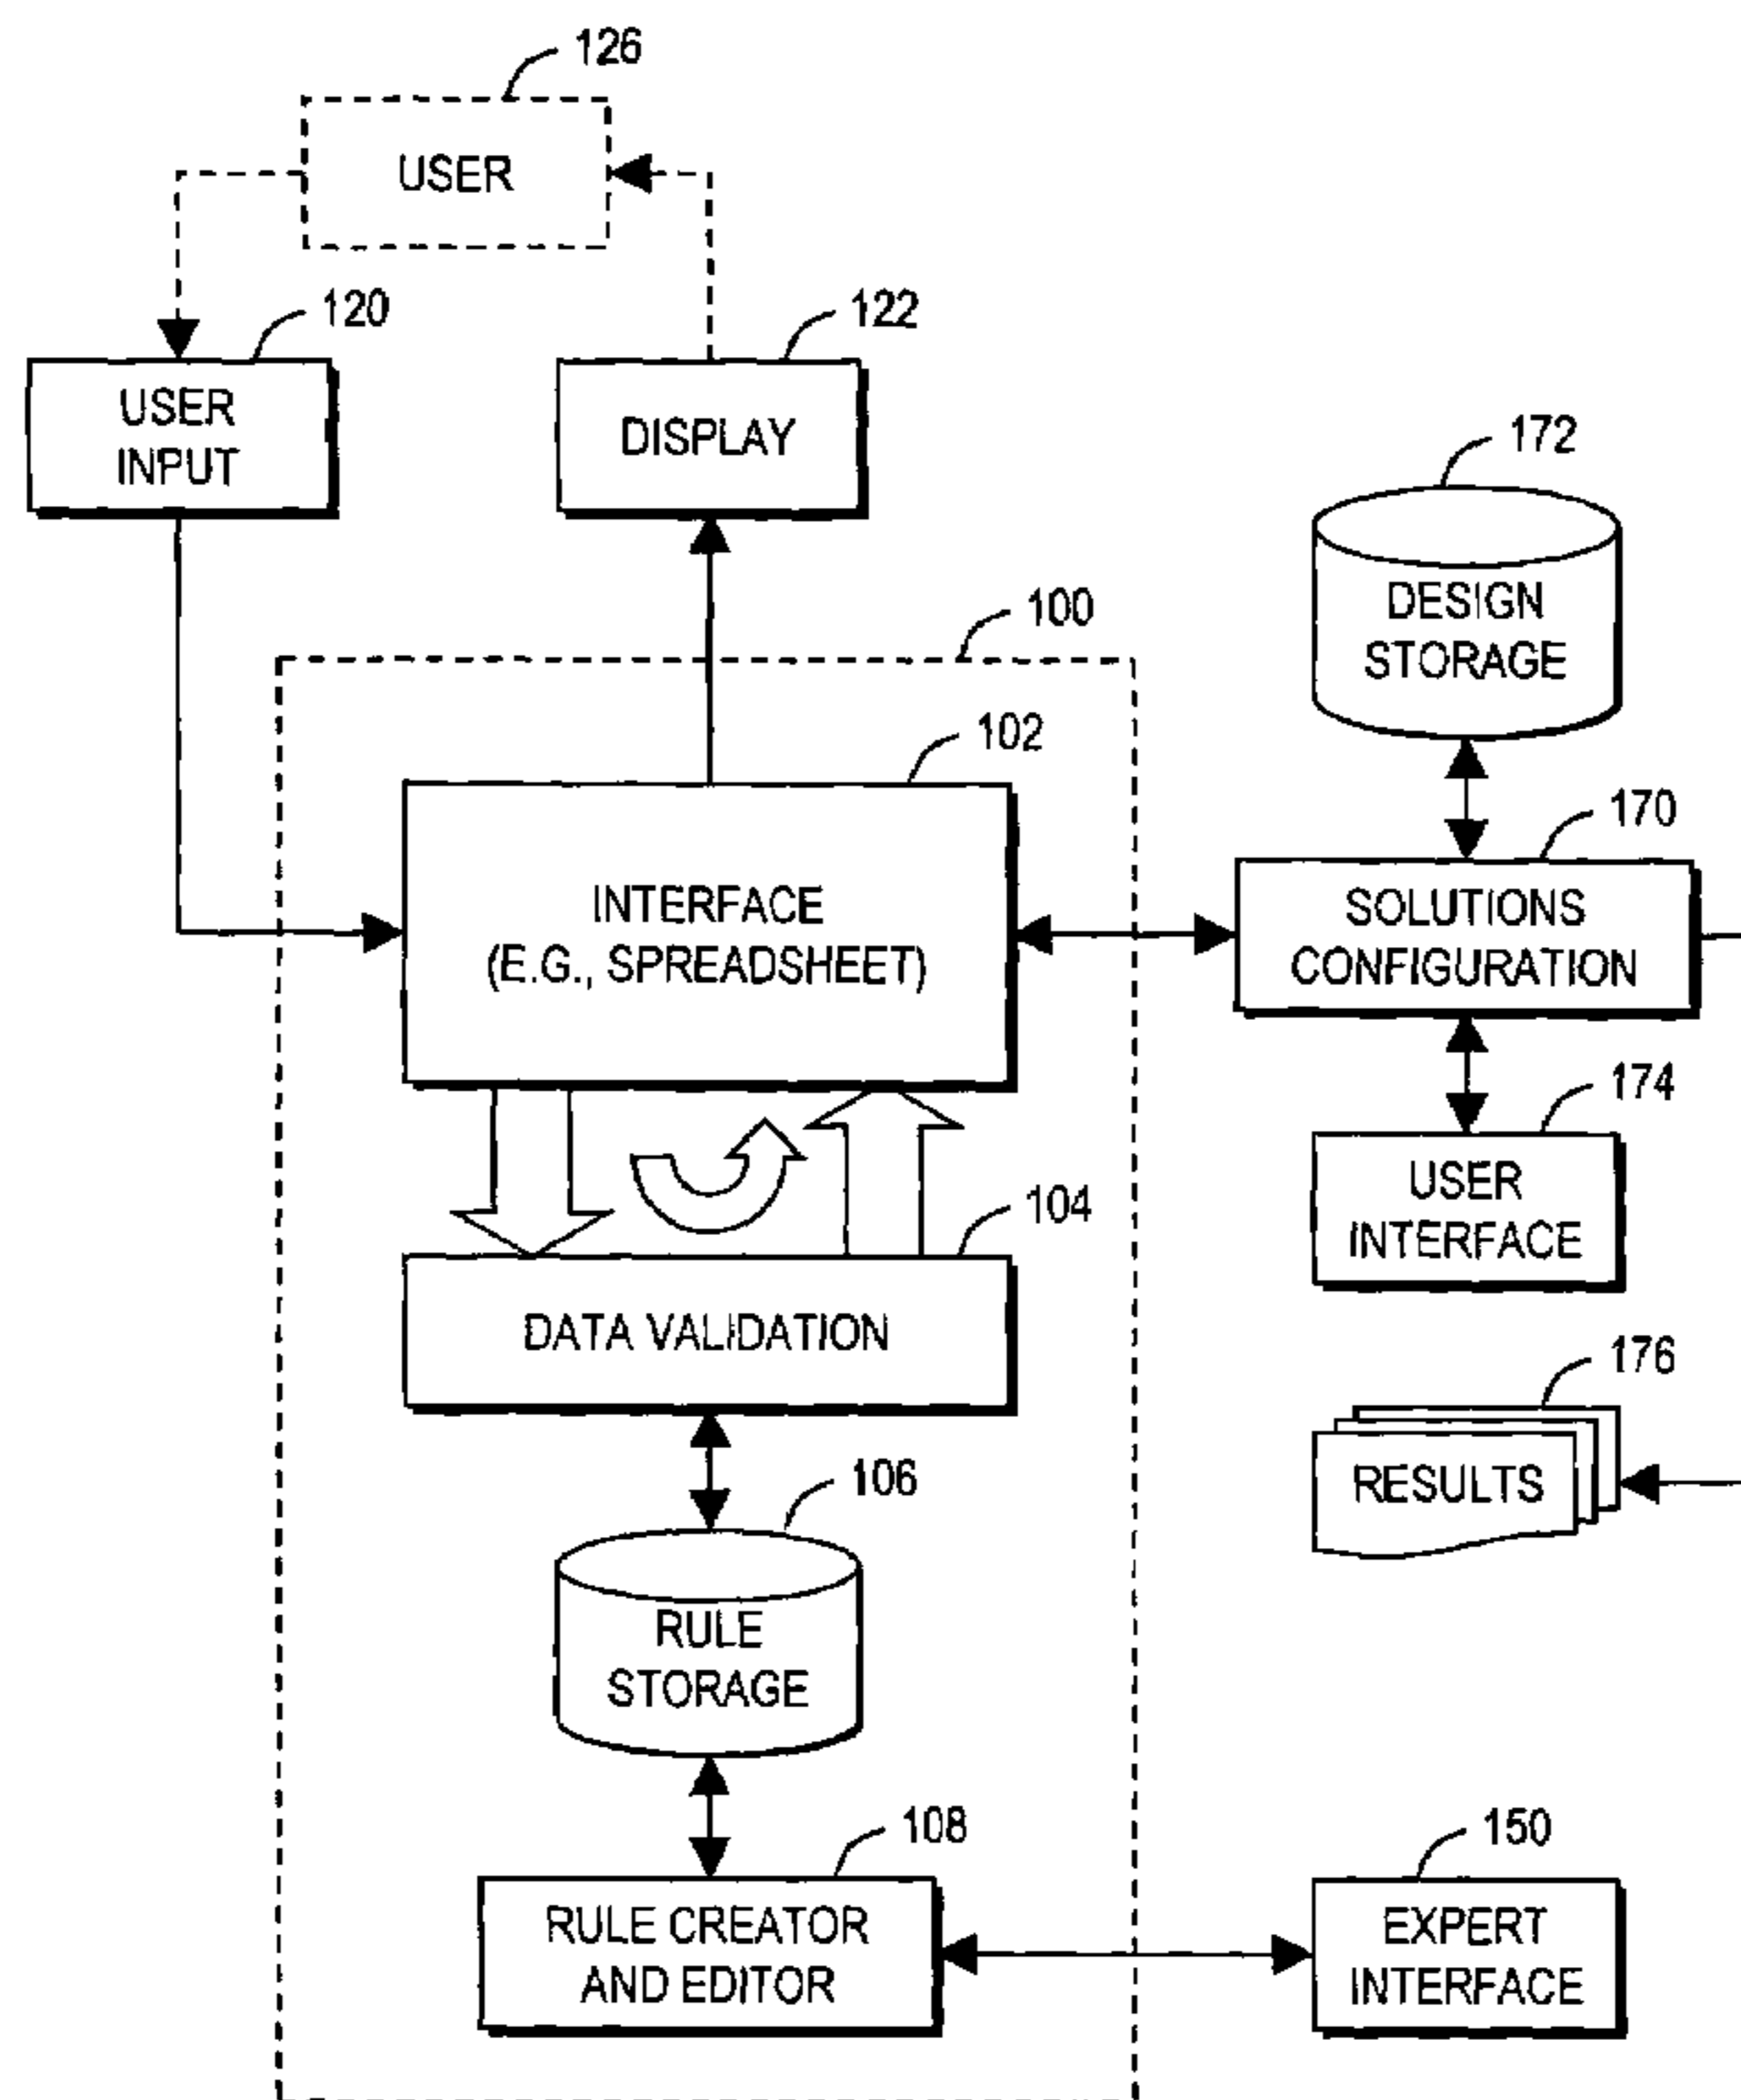 126
USER
120
USER
INPUT
122
DISPLAY
172
DESIGN
STORAGE
100
102
INTERFACE
(E.G., SPREADSHEET)
170
SOLUTIONS
CONFIGURATION
174
USER
INTERFACE
104
DATA VALIDATION
176
RESULTS
106
RULE
STORAGE
108
RULE CREATOR
AND EDITOR
150
EXPERT
INTERFACE